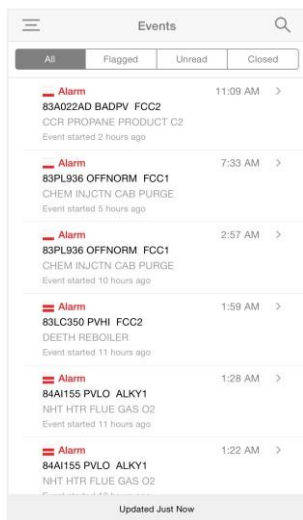 Events
All Flagged Unread Closed
Alarm 11:09 AM
83A022AD BADPV FCC2
CCR PROPANE PRODUCT C2
Event started 2 hours ago
Alarm 7:33 AM
83PL936 OFFNORM FCC1
CHEM INJCTN CAB PURGE
Event started 5 hours ago
Alarm 2:57 AM
83PL936 OFFNORM FCC1
CHEM INJCTN CAB PURGE
Event started 10 hours ago
Alarm 1:59 AM
83LC350 PVHI FCC2
DEETH REBOILER
Event started 11 hours ago
Alarm 1:28 AM
84AI155 PVLO ALKY1
NHT HTR FLUE GAS O2
Event started 11 hours ago
Alarm 1:22 AM
84AI155 PVLO ALKY1
NHT HTR FLUE GAS O2
Updated Just Now